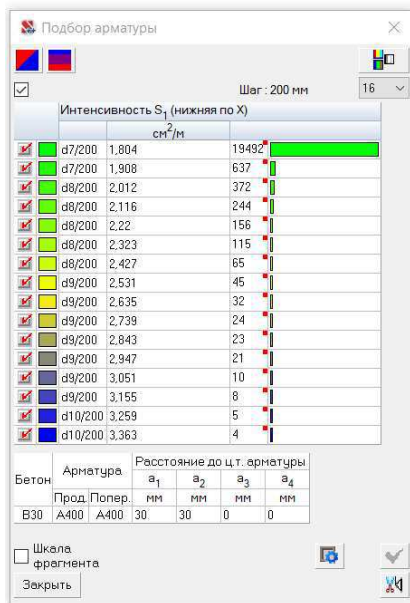 Подбор арматуры
Шаг : 200 мм 16
Интенсивность S1 (нижняя по X)
см2/м
d7/200 1,804 19492
d7/200 1,908 637
d8/200 2,012 372
d8/200 2,116 244
d8/200 2,22 156
d8/200 2,323 115
d8/200 2,427 65
d9/200 2,531 45
d9/200 2,635 32
d9/200 2,739 24
d9/200 2,843 23
d9/200 2,947 21
d9/200 3,051 10
d9/200 3,155 8
d10/200 3,259 5
d10/200 3,363 4
Бетон Арматура Расстояние до ц.т. арматуры
Прод. Попер. a1 a2 a3 a4
мм мм мм мм
B30 A400 A400 30 30 0 0
Шкала
фрагмента
Закрыть